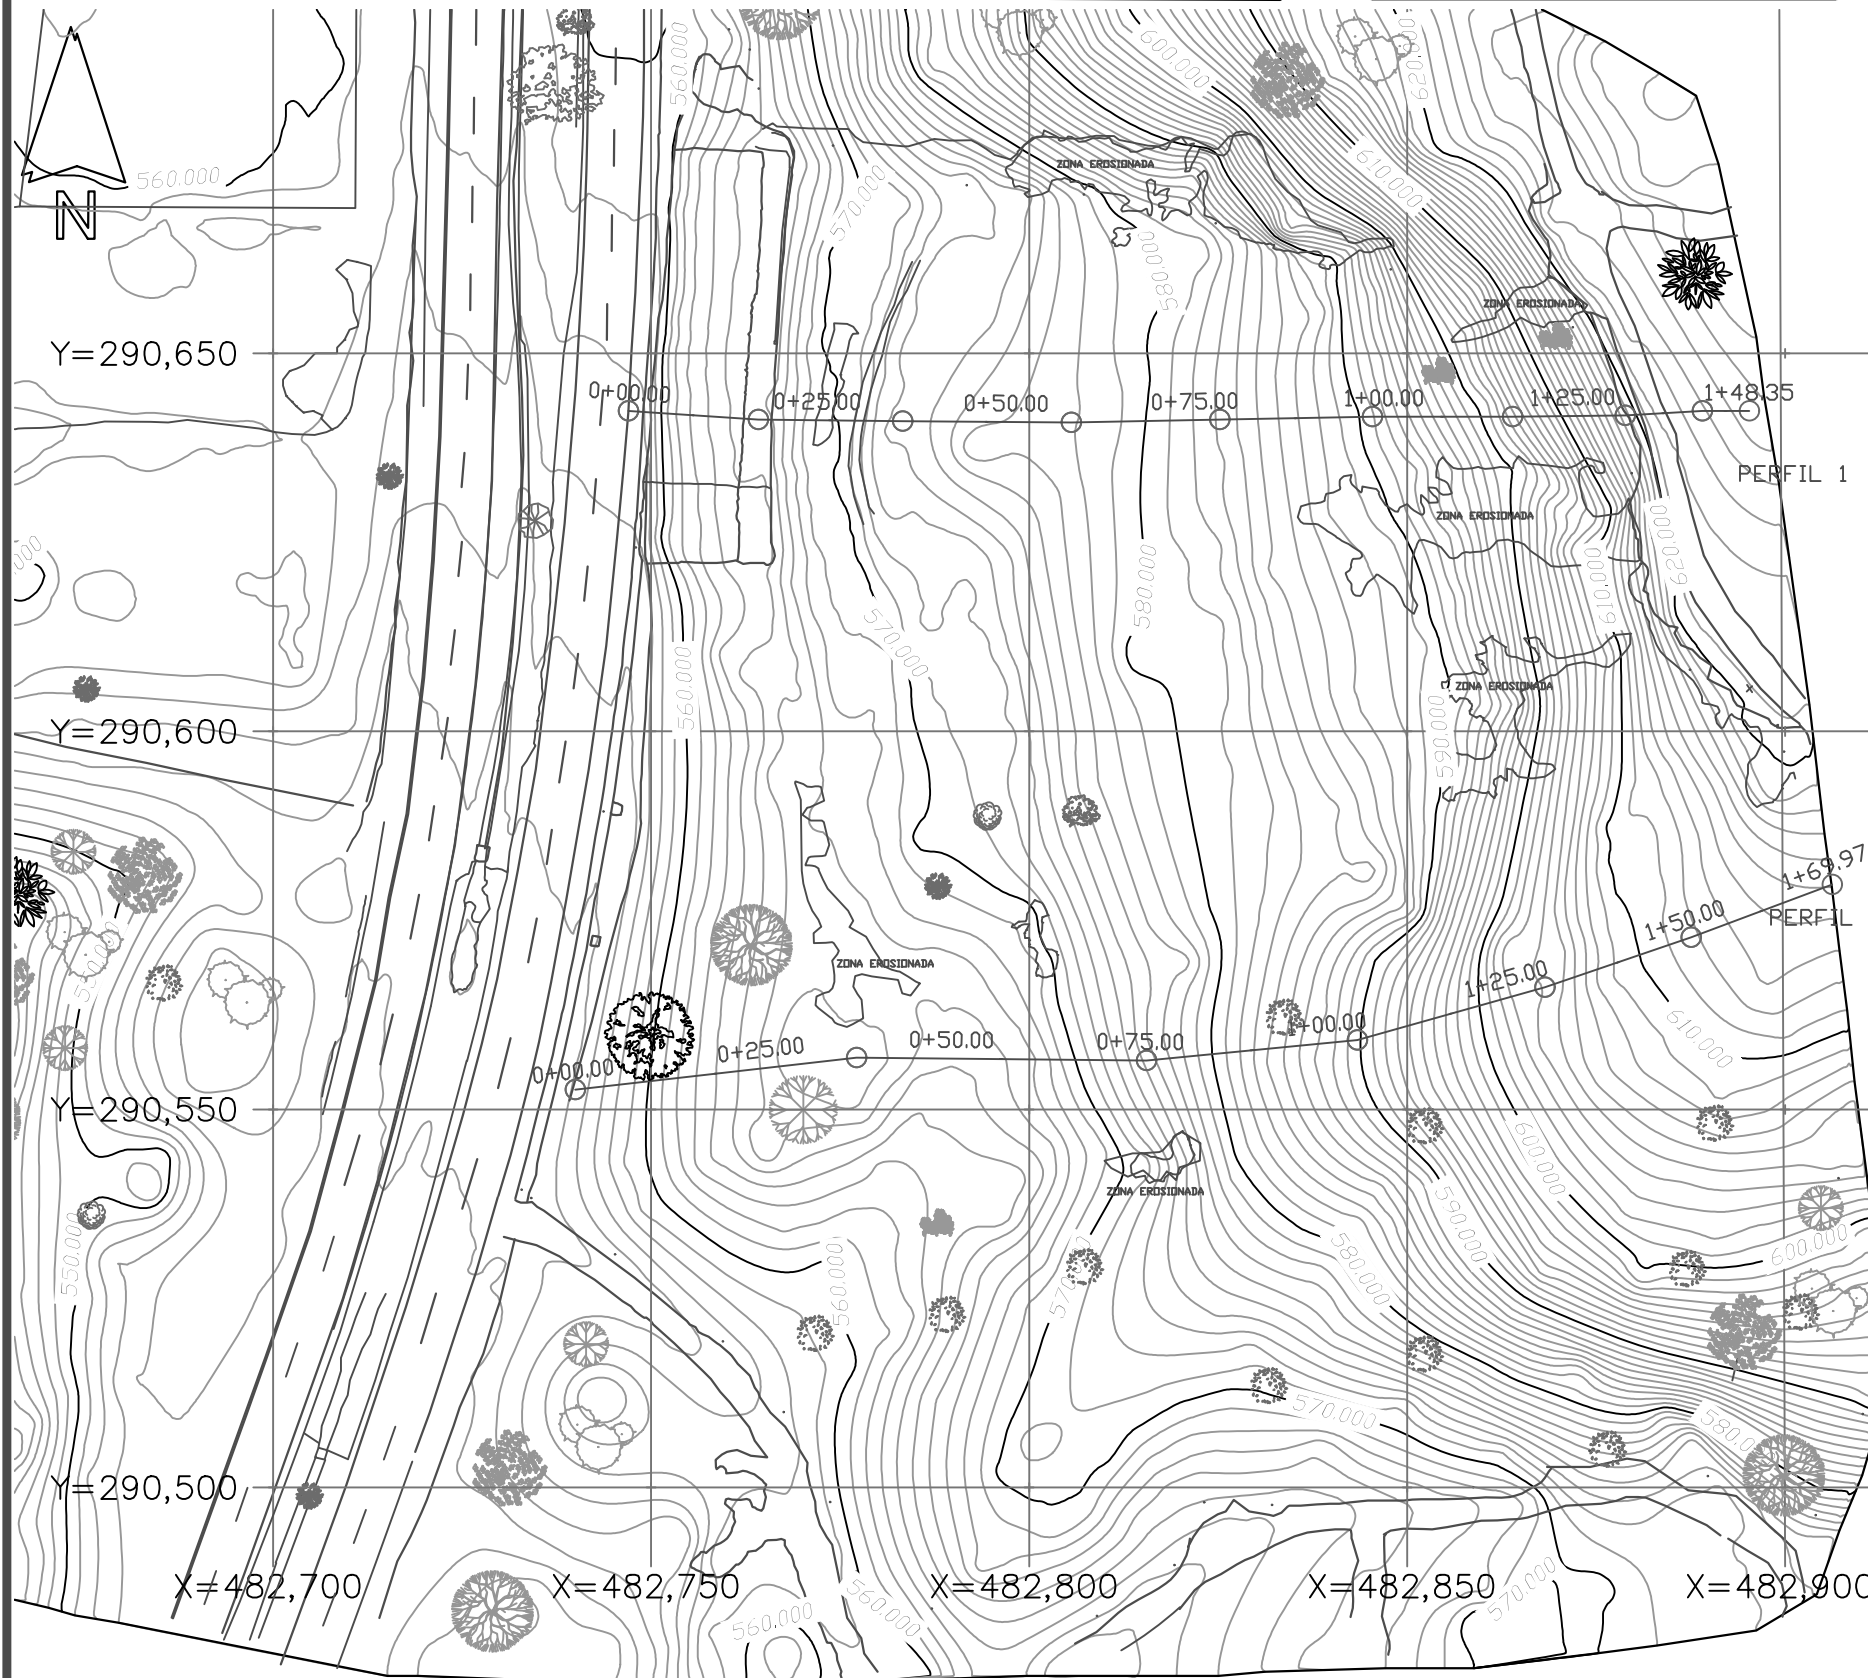 560.000
600.000
620.000
560.000
570.000
ZONA EROSIONADA
610.000
N
580.000
ZONA EROSIONADA
Y=290,650
0+00.00
0+25.00
0+50.00
0+75.00
1+00.00
1+25.00
1+48.35
PERFIL 1
ZONA EROSIONADA
620.000
610.000
580.000
570.000
560.000
ZONA EROSIONADA
590.000
Y=290,600
1+69.97
PERFIL
1+50.00
1+25.00
1+00.00
ZONA EROSIONADA
0+75.00
0+50.00
0+25.00
0+00.00
610.000
Y=290,550
600.000
ZONA EROSIONADA
590.000
580.000
600.000
550.000
560.000
570.000
580.0
Y=290,500
X=482,700
X=482,750
X=482,800
X=482,850
X=482,900
560.000
560.000
570.000